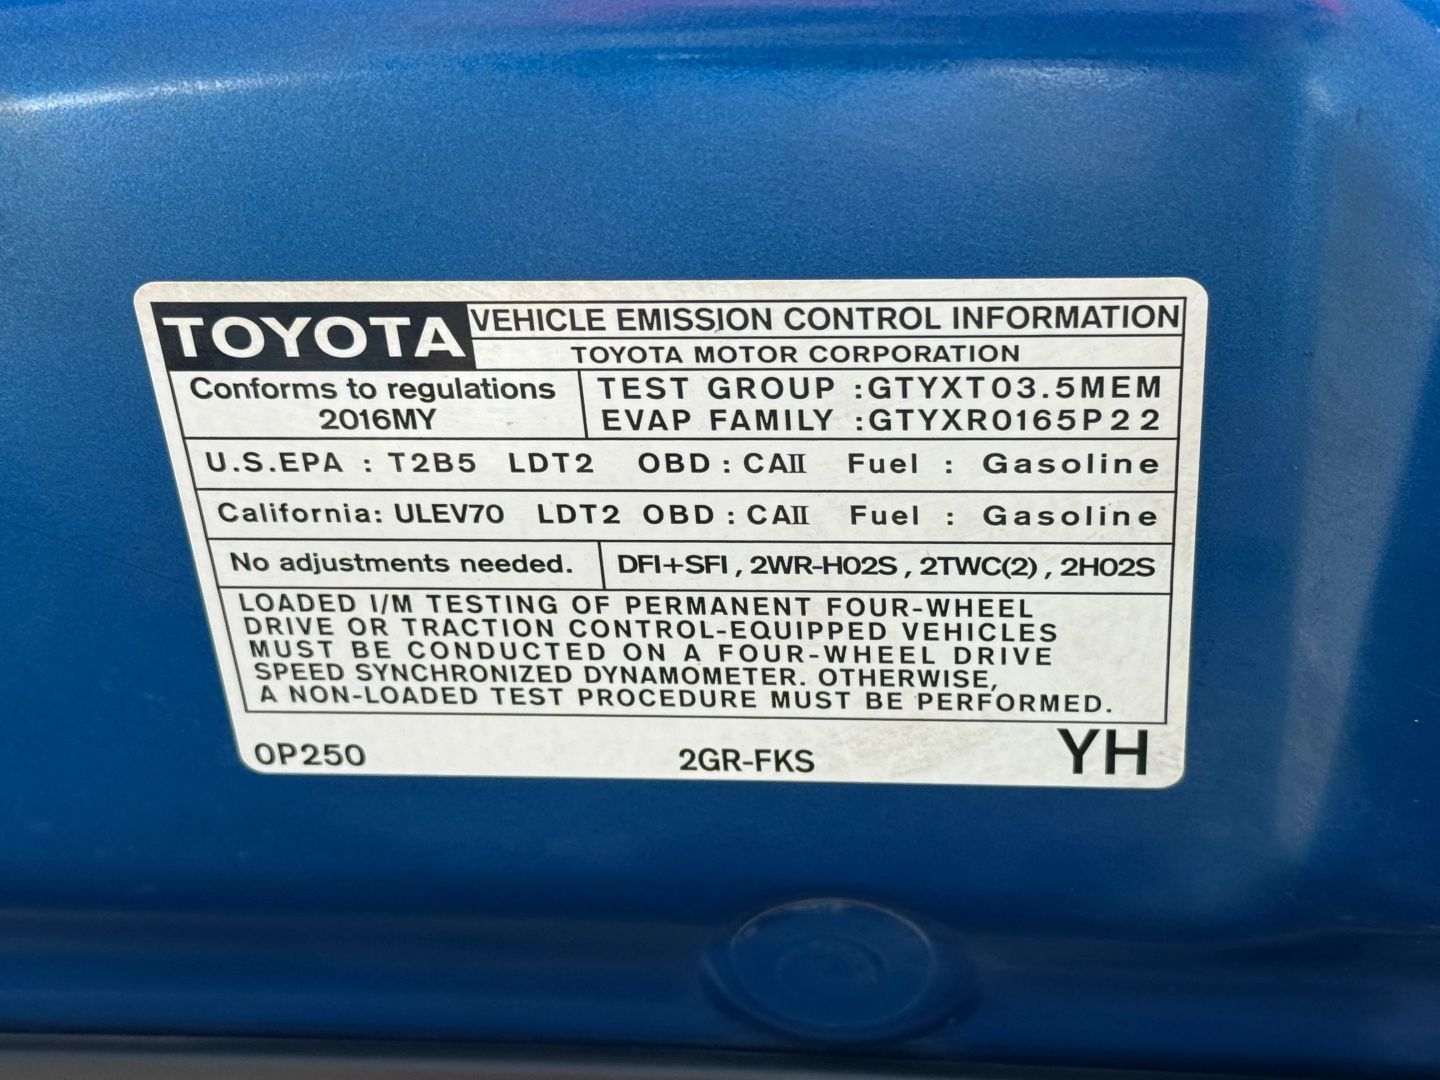 TOYOTA VEHICLE EMISSION CONTROL INFORMATION
TOYOTA MOTOR CORPORATION
Conforms to regulations
2016MY
TEST GROUP :GTYXT03.5MEM
EVAP FAMILY :GTYXR0165P22
U.S.EPA : T2B5 LDT2 OBD : CAII Fuel : Gasoline
California: ULEV70 LDT2 OBD : CAII Fuel : Gasoline
No adjustments needed. DFI+SFI , 2WR-HO2S , 2TWC(2) , 2HO2S
LOADED I/M TESTING OF PERMANENT FOUR-WHEEL
DRIVE OR TRACTION CONTROL-EQUIPPED VEHICLES
MUST BE CONDUCTED ON A FOUR-WHEEL DRIVE
SPEED SYNCHRONIZED DYNAMOMETER. OTHERWISE,
A NON-LOADED TEST PROCEDURE MUST BE PERFORMED.
0P250 2GR-FKS YH